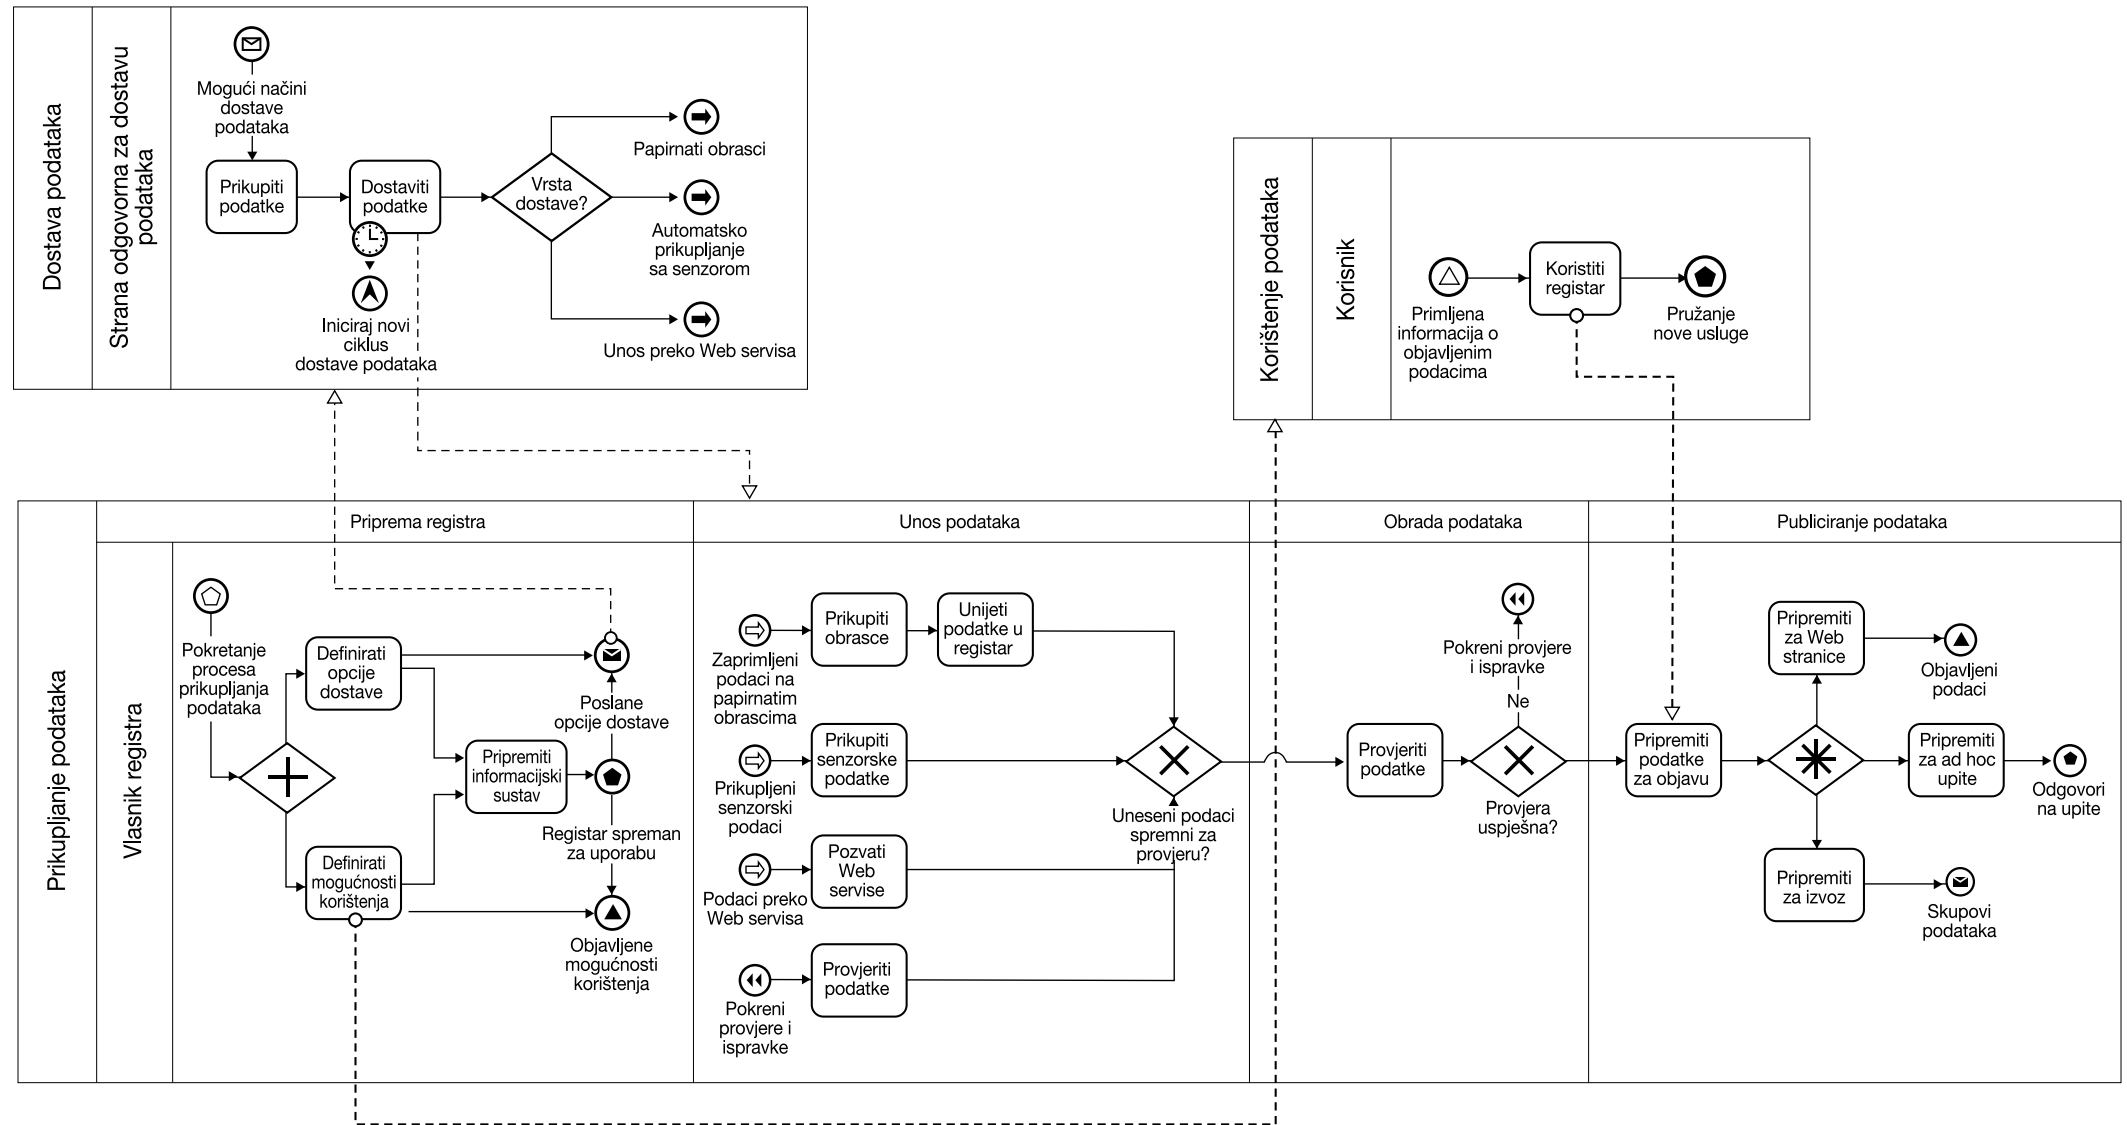 Dostava podataka
Strana odgovorna za dostavu
podataka
Mogući načini
dostave
podataka
Prikupiti
podatke
Dostaviti
podatke
Iniciraj novi
ciklus
dostave podataka
Vrsta
dostave?
Papirnati obrasci
Automatsko
prikupljanje
sa senzorom
Unos preko Web servisa
Korištenje podataka
Korisnik
Primljena
informacija o
objavljenim
podacima
Koristiti
registar
Pružanje
nove usluge
Prikupljanje podataka
Vlasnik registra
Priprema registra
Unos podataka
Obrada podataka
Publiciranje podataka
Pokretanje
procesa
prikupljanja
podataka
Definirati
opcije
dostave
Definirati
mogućnosti
korištenja
Pripremiti
informacijski
sustav
Poslane
opcije dostave
Registar spreman
za uporabu
Objavljene
mogućnosti
korištenja
Zaprimljeni
podaci na
papirnatim
obrascima
Prikupiti
obrasce
Unijeti
podatke u
registar
Prikupljeni
senzorski
podaci
Prikupiti
senzorske
podatke
Podaci preko
Web servisa
Pozvati
Web
servise
Pokreni
provjere i
ispravke
Provjeriti
podatke
Uneseni podaci
spremni za
provjeru?
Provjeriti
podatke
Pokreni provjere
i ispravke
Ne
Provjera
uspješna?
Pripremiti
podatke
za objavu
Pripremiti
za Web
stranice
Objavljeni
podaci
Pripremiti
za ad hoc
upite
Odgovori
na upite
Pripremiti
za izvoz
Skupovi
podataka